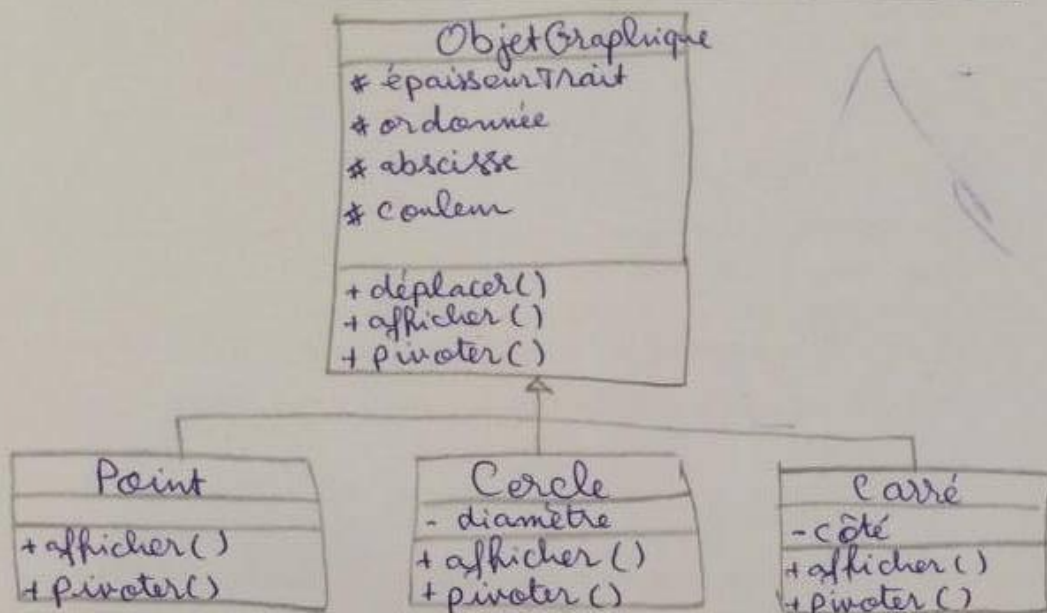 ObjetGraphique
# épaisseurTrait
# ordonnée
# abscisse
# couleur
+ déplacer()
+ afficher()
+ pivoter()
Point
+ afficher()
+ pivoter()
Cercle
- diamètre
+ afficher()
+ pivoter()
Carré
- côté
+ afficher()
+ pivoter()